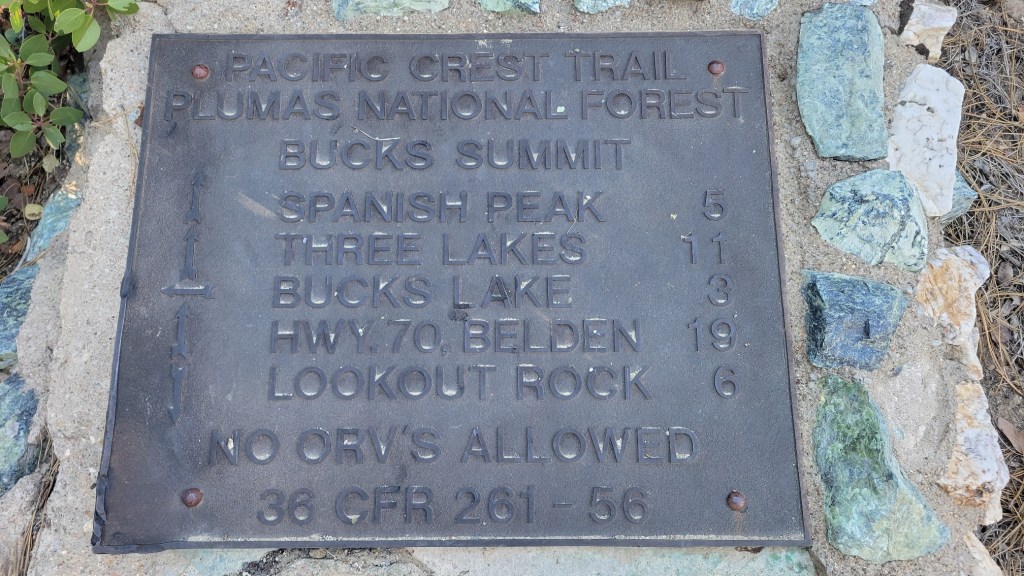 PACIFIC CREST TRAIL
PLUMAS NATIONAL FOREST
BUCKS SUMMIT
SPANISH PEAK 5
THREE LAKES 11
BUCKS LAKE 3
HWY. 70, BELDEN 19
LOOKOUT ROCK 6
NO ORV'S ALLOWED
36 CFR 261-56